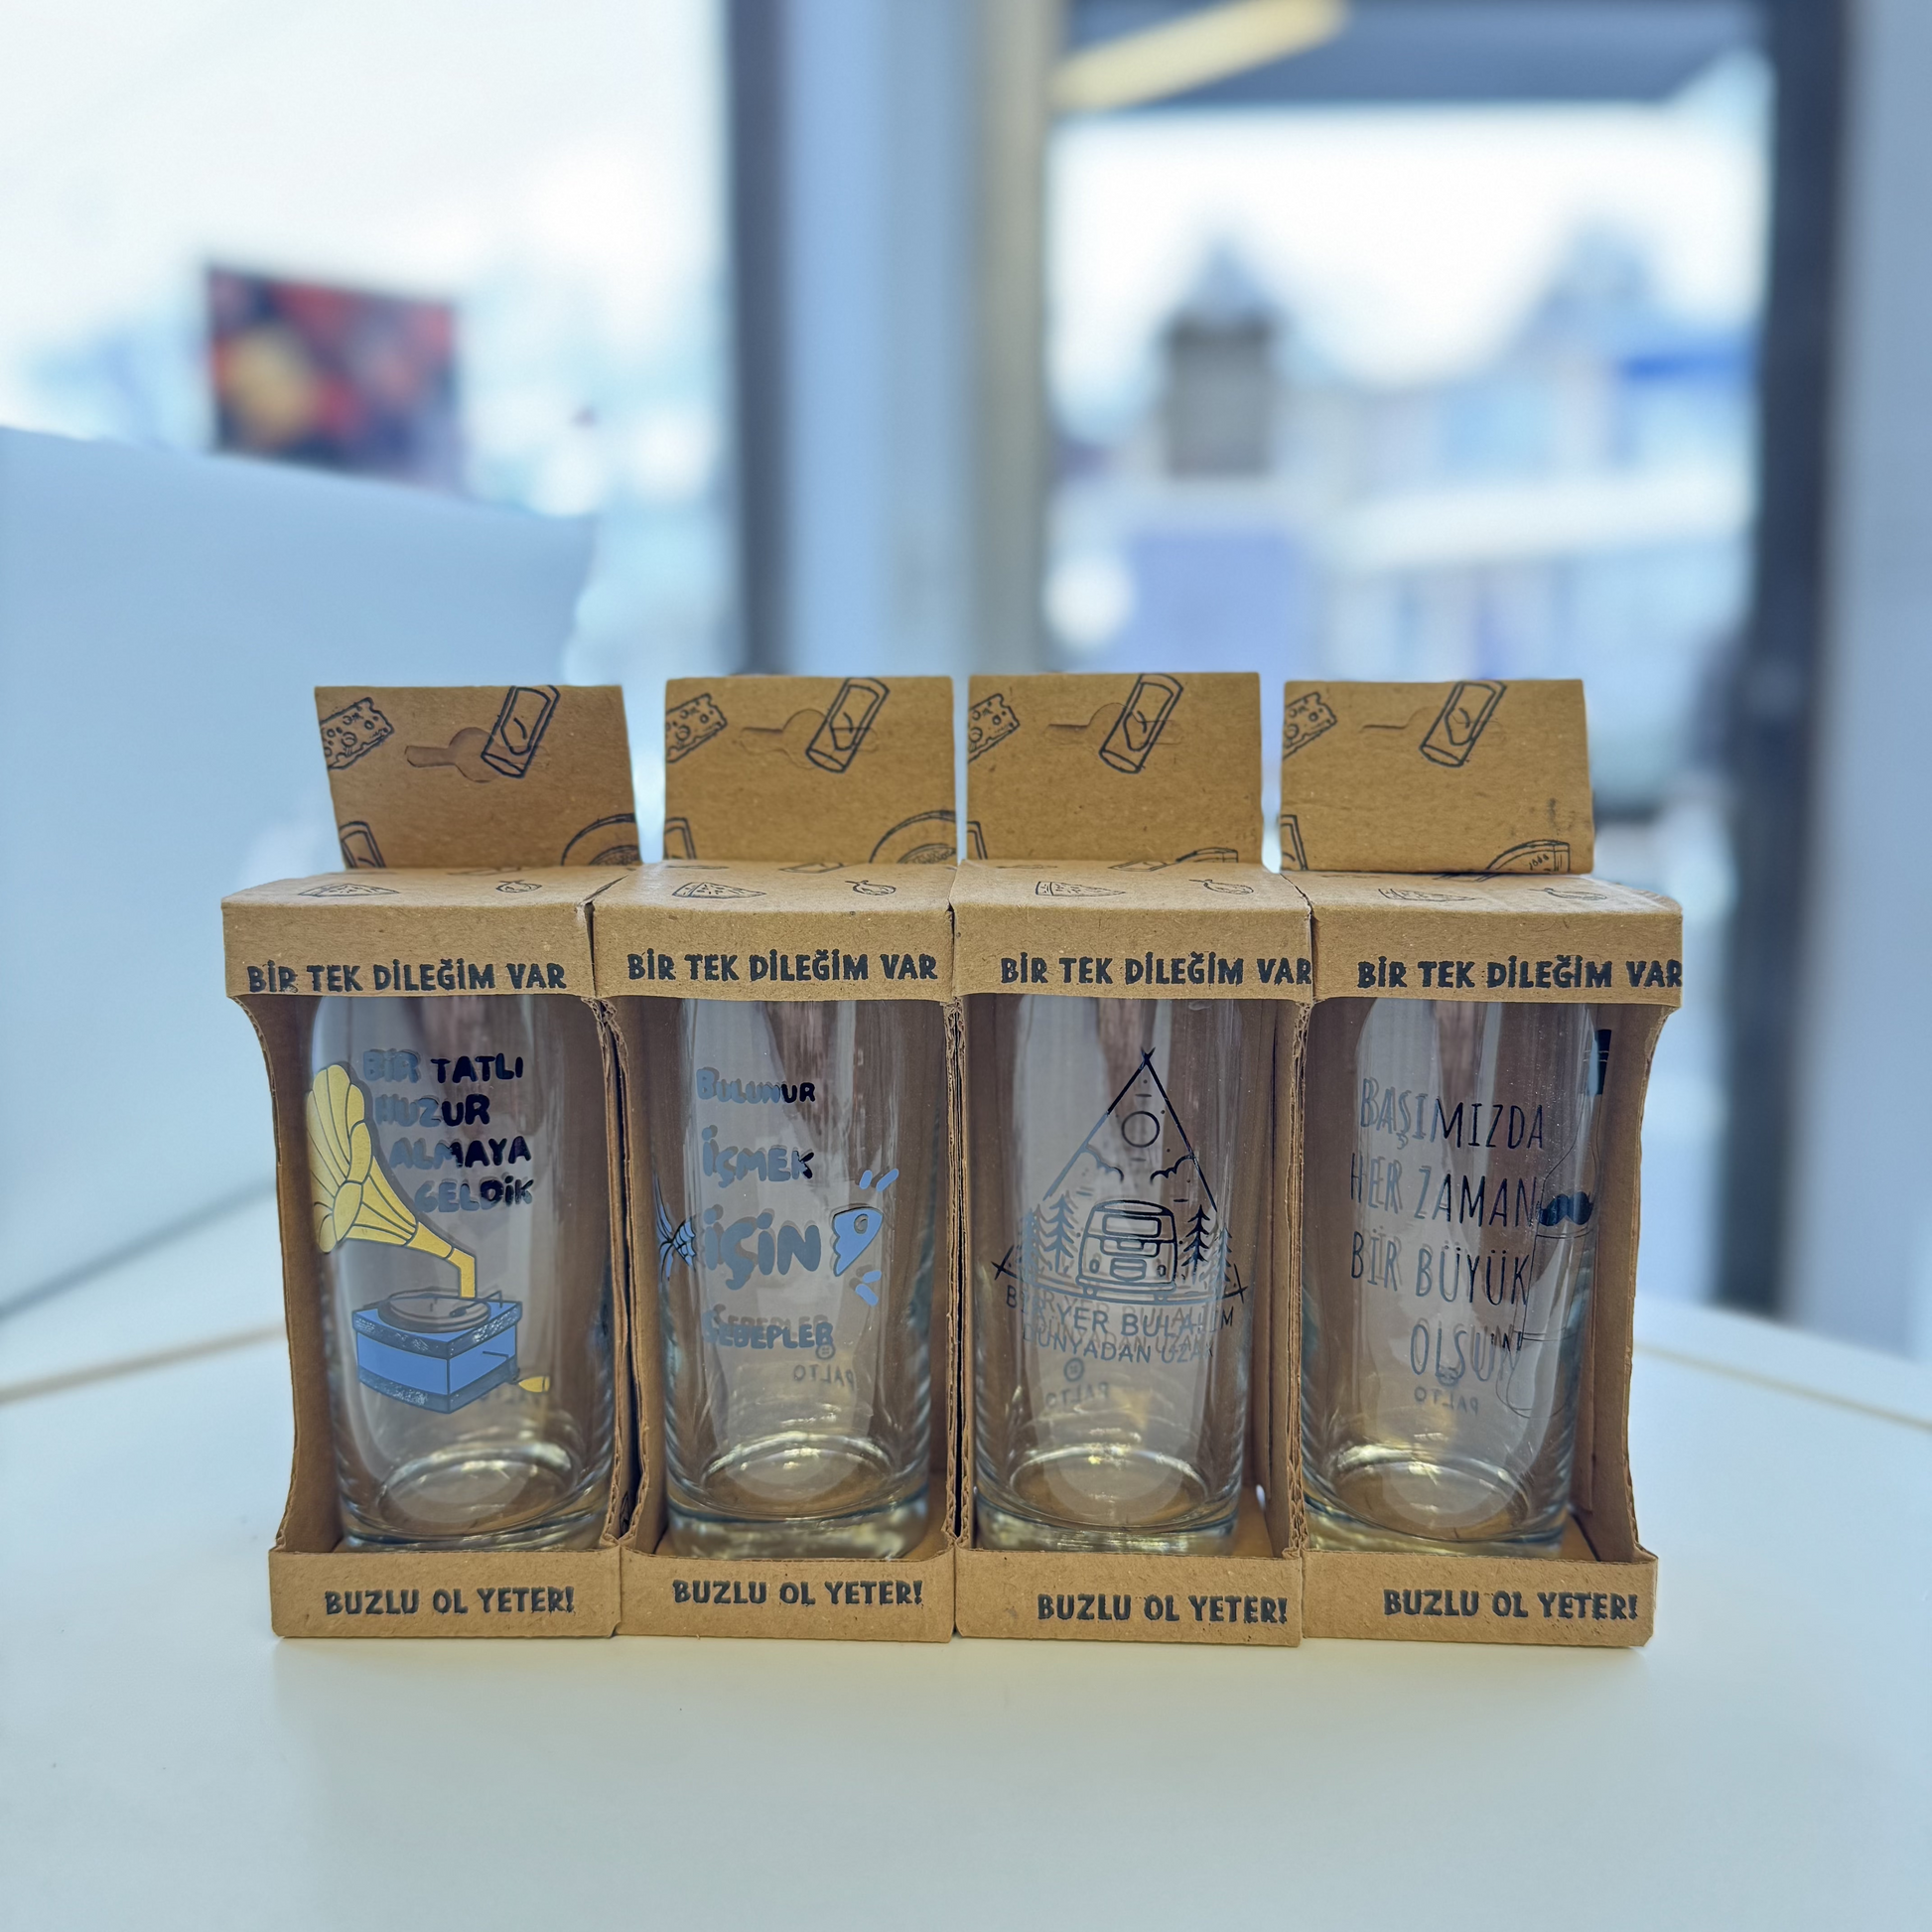 BİR TEK DİLEĞİM VAR
BİR TATLI
HUZUR
ALMAYA
GELDİK
BUZLU OL YETER!
BİR TEK DİLEĞİM VAR
BULUNUR
İÇMEK
İÇİN
SEBEPLER
PALTO
BUZLU OL YETER!
BİR TEK DİLEĞİM VAR
BİR YER BULALIM
DÜNYADAN UZAK
PALTO
BUZLU OL YETER!
BİR TEK DİLEĞİM VAR
BAŞIMIZDA
HER ZAMAN
BİR BÜYÜK
OLSUN
PALTO
BUZLU OL YETER!